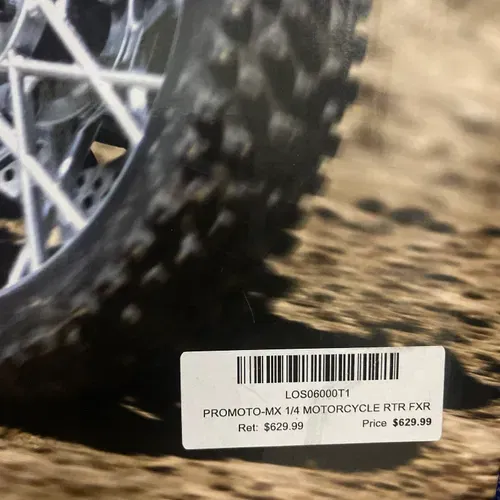 LOS06000T1
PROMOTO-MX 1/4 MOTORCYCLE RTR FXR
Ret: $629.99 Price $629.99